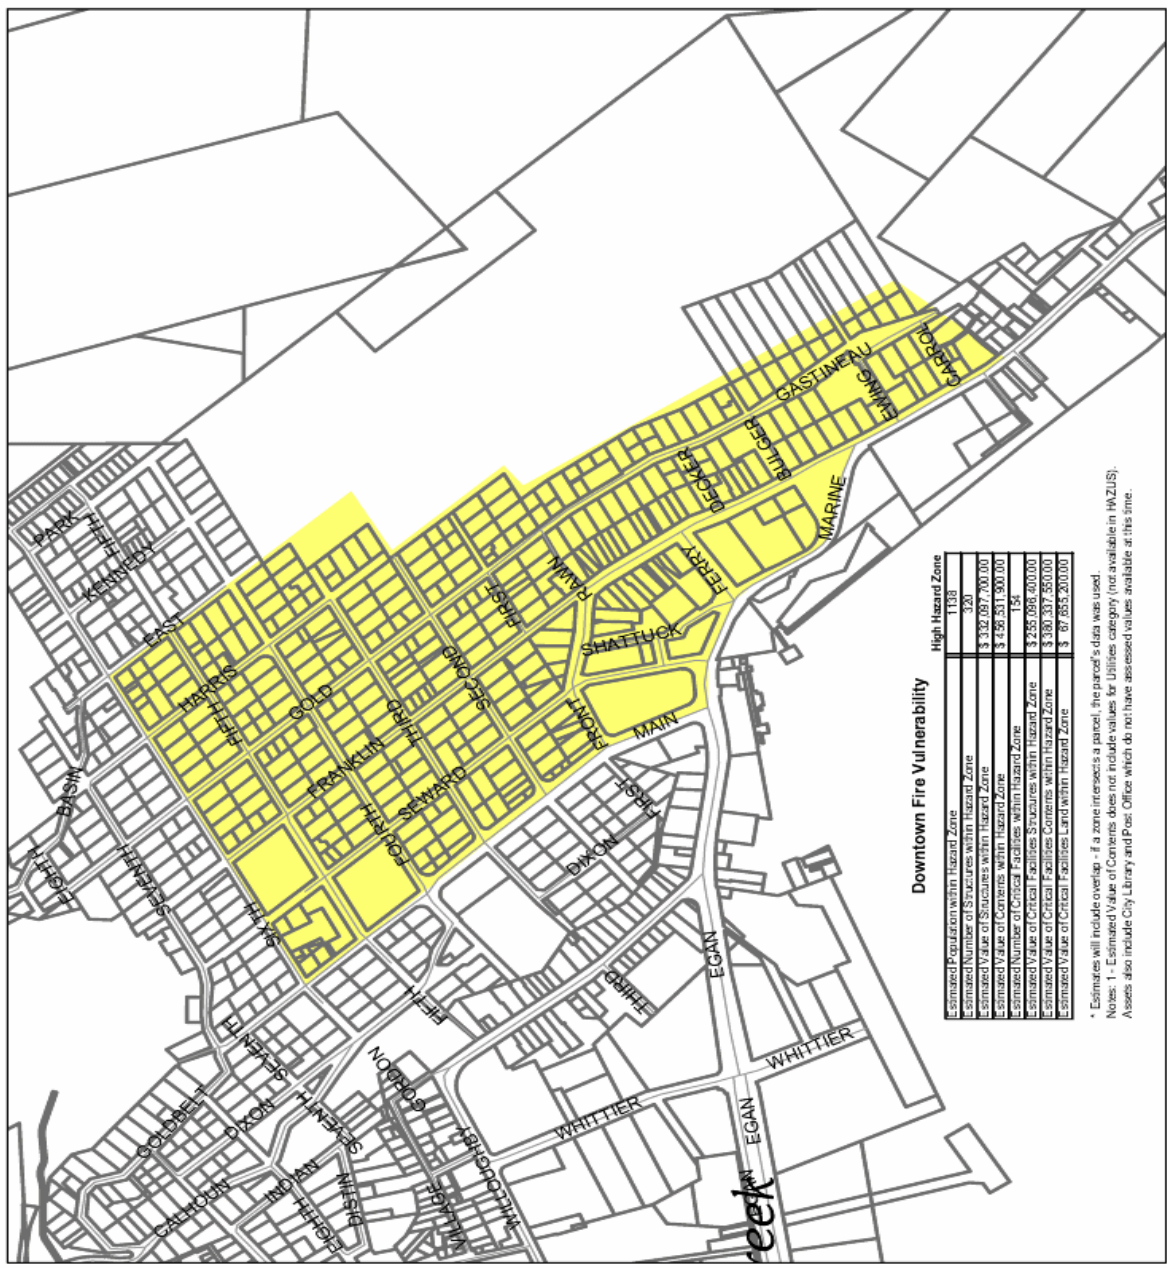 PARK
FIFTH
KENNEDY
EAST
BASIN
EIGHTH
SEVENTH
SIXTH
HARRIS
FIFTH
GOLD
FRANKLIN
THIRD
SECOND
FIRST
RAWN
FOURTH
SEWARD
FRONT
MAIN
SHATTUCK
FERRY
DECKER
BULGER
MARINE
GASTINEAU
EWING
CARROL
FIRST
DIXON
THIRD
FIFTH
EGAN
WHITTIER
WHITTIER
EGAN
EGAN
GORDON
SEVENTH
SEVENTH
GOLDBELT
DIXON
CALHOUN
INDIAN
EIGHTH
DISTIN
VILLAGE
WILLOUGHBY
reek
Downtown Fire Vulnerability
High Hazard Zone
Estimated Population within Hazard Zone 1138
Estimated Number of Structures within Hazard Zone 320
Estimated Value of Structures within Hazard Zone $ 332,097,700.00
Estimated Value of Contents within Hazard Zone $ 456,531,900.00
Estimated Number of Critical Facilities within Hazard Zone 154
Estimated Value of Critical Facilities Structures within Hazard Zone $ 255,096,400.00
Estimated Value of Critical Facilities Contents within Hazard Zone $ 380,337,550.00
Estimated Value of Critical Facilities Land within Hazard Zone $ 67,655,200.00
* Estimates will include overlap - if a zone intersects a parcel, the parcel's data was used.
Notes: 1 - Estimated Value of Contents does not include values for Utilities category (not available in HAZUS).
Assets also include City Library and Post Office which do not have assessed values available at this time.